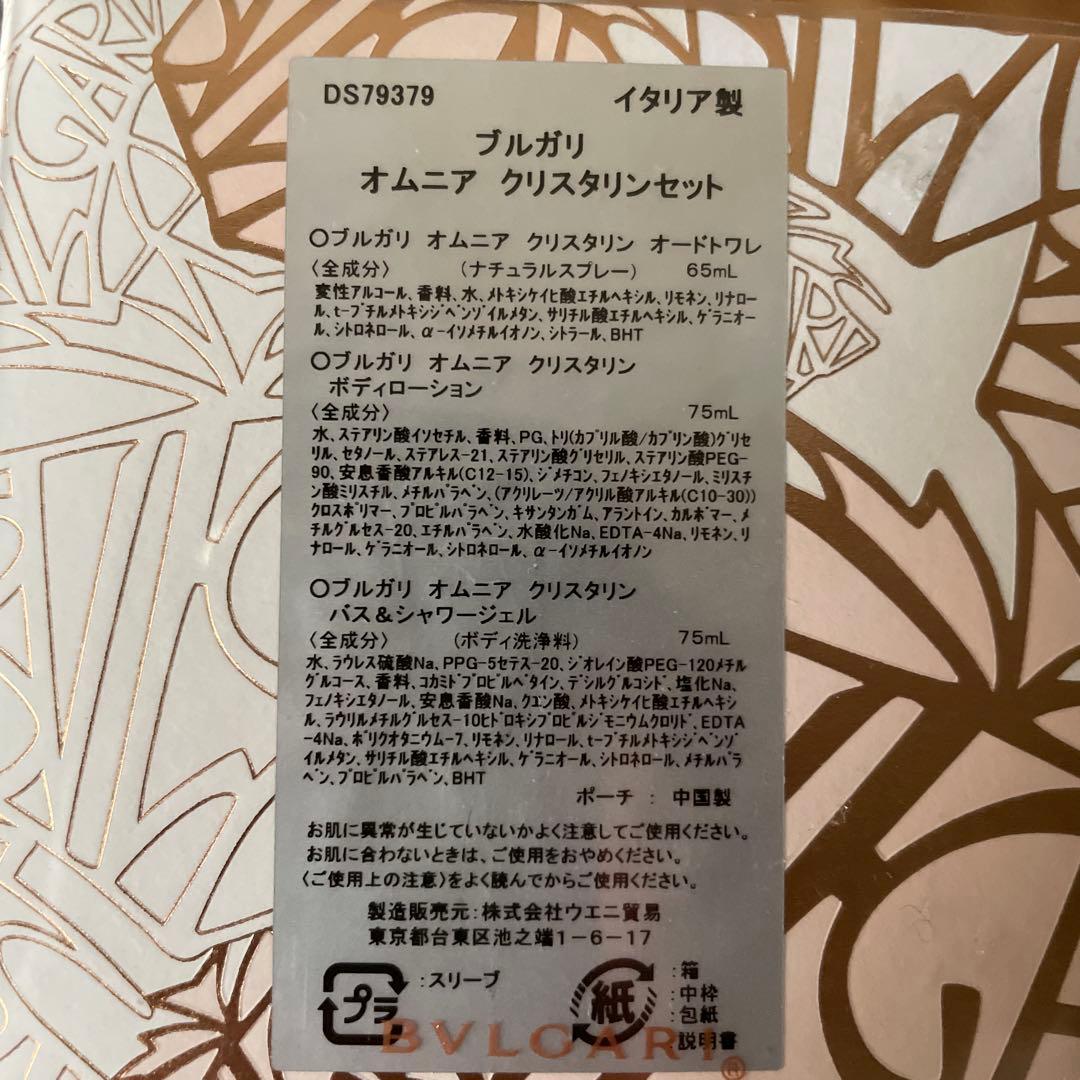 DS79379 イタリア製
ブルガリ
オムニア クリスタリンセット
〇ブルガリ オムニア クリスタリン オードトワレ
〈全成分〉 (ナチュラルスプレー) 65mL
変性アルコール、香料、水、メトキシケイヒ酸エチルヘキシル、リモネン、リナロー
ル、t-ブチルメトキシジベンゾイルメタン、サリチル酸エチルヘキシル、ゲラニオー
ル、シトロネロール、α-イソメチルイオノン、シトラール、BHT
〇ブルガリ オムニア クリスタリン
ボディローション
〈全成分〉 75mL
水、ステアリン酸イソセチル、香料、PG、トリ(カプリル酸/カプリン酸)グリセ
リル、セタノール、ステアレス-21、ステアリン酸グリセリル、ステアリン酸PEG-
90、安息香酸アルキル(C12-15)、ジメチコン、フェノキシエタノール、ミリスチ
ン酸ミリスチル、メチルパラベン、(アクリレーツ/アクリル酸アルキル(C10-30))
クロスポリマー、プロピルパラベン、キサンタンガム、アラントイン、カルボマー、メ
チルグルセス-20、エチルパラベン、水酸化Na、EDTA-4Na、リモネン、リ
ナロール、ゲラニオール、シトロネロール、α-イソメチルイオノン
〇ブルガリ オムニア クリスタリン
バス&シャワージェル
〈全成分〉 (ボディ洗浄料) 75mL
水、ラウレス硫酸Na、PPG-5セテス-20、ジオレイン酸PEG-120メチル
グルコース、香料、コカミドプロピルベタイン、デシルグルコシド、塩化Na、
フェノキシエタノール、安息香酸Na、クエン酸、メトキシケイヒ酸エチルヘキシ
ル、ラウリルメチルグルセス-10ヒドロキシプロピルジモニウムクロリド、EDTA
-4Na、ポリクオタニウム-7、リモネン、リナロール、t-ブチルメトキシジベンゾ
イルメタン、サリチル酸エチルヘキシル、ゲラニオール、シトロネロール、メチルパラ
ベン、プロピルパラベン、BHT
ポーチ : 中国製
お肌に異常が生じていないかよく注意してご使用ください。
お肌に合わないときは、ご使用をおやめください。
〈ご使用上の注意〉をよく読んでからご使用ください。
製造販売元:株式会社ウエニ貿易
東京都台東区池之端1-6-17
プラ :スリーブ
紙 :箱
:中枠
:包紙
:説明書
BVLGARI®